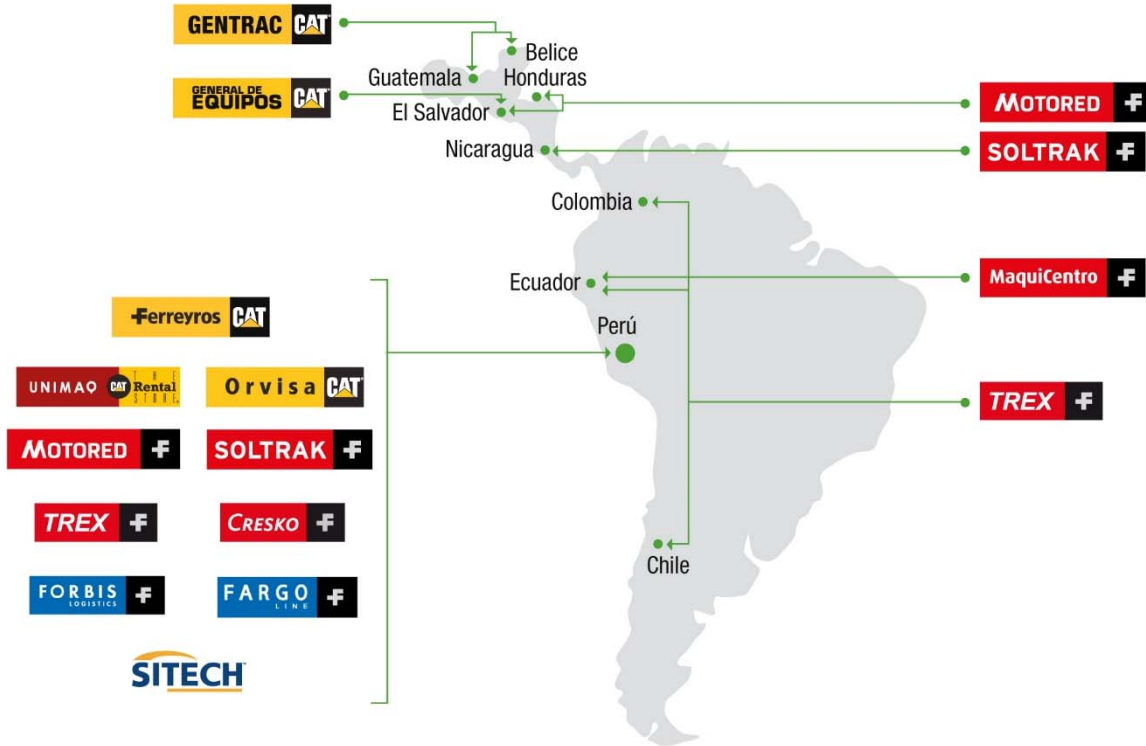 GENTRAC CAT
GENERAL DE
EQUIPOS CAT
Belice
Guatemala
Honduras
El Salvador
Nicaragua
MOTORED F
SOLTRAK F
Colombia
Ecuador
MaquiCentro F
Perú
TREX F
Chile
Ferreyros CAT
UNIMAQ CAT Rental
THE
STORE
Orvisa CAT
MOTORED F
SOLTRAK F
TREX F
CRESKO F
FORBIS F
LOGISTICS
FARGO F
LINE
SITECH